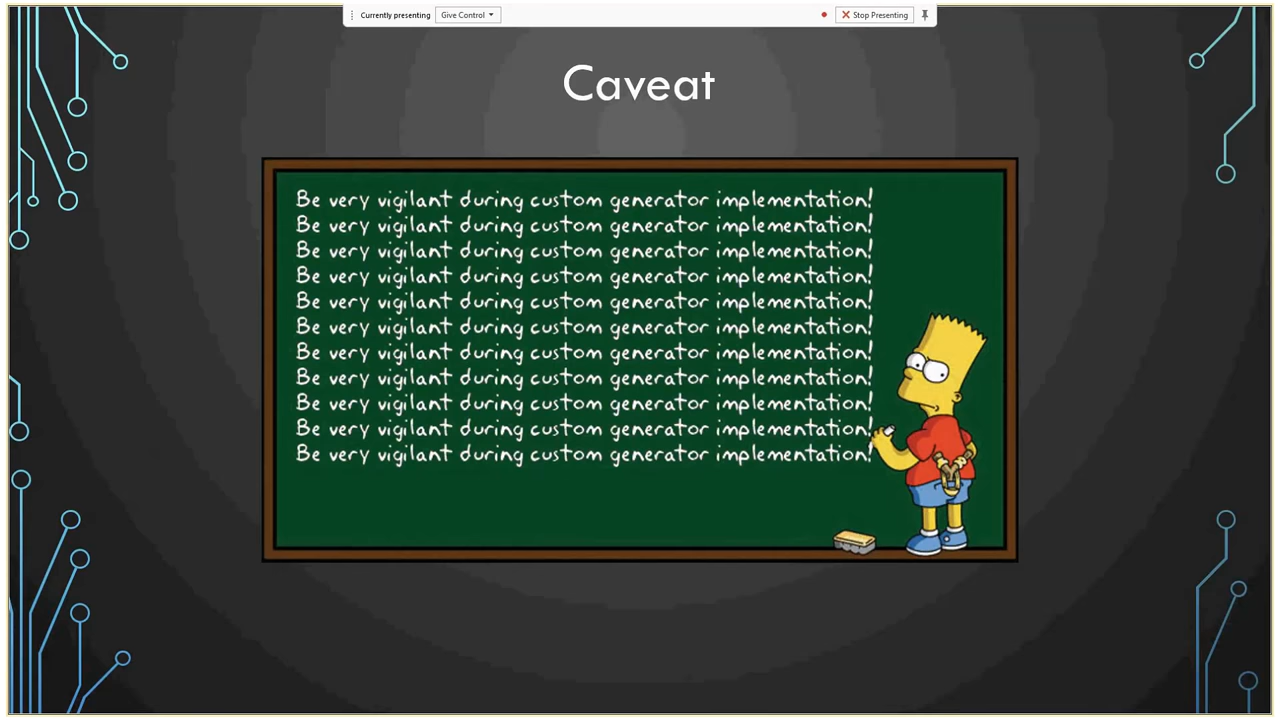 Currently presenting Give Control Stop Presenting
Caveat
Be very vigilant during custom generator implementation!
Be very vigilant during custom generator implementation!
Be very vigilant during custom generator implementation!
Be very vigilant during custom generator implementation!
Be very vigilant during custom generator implementation!
Be very vigilant during custom generator implementation!
Be very vigilant during custom generator implementation!
Be very vigilant during custom generator implementation!
Be very vigilant during custom generator implementation!
Be very vigilant during custom generator implementation!
Be very vigilant during custom generator implementation!